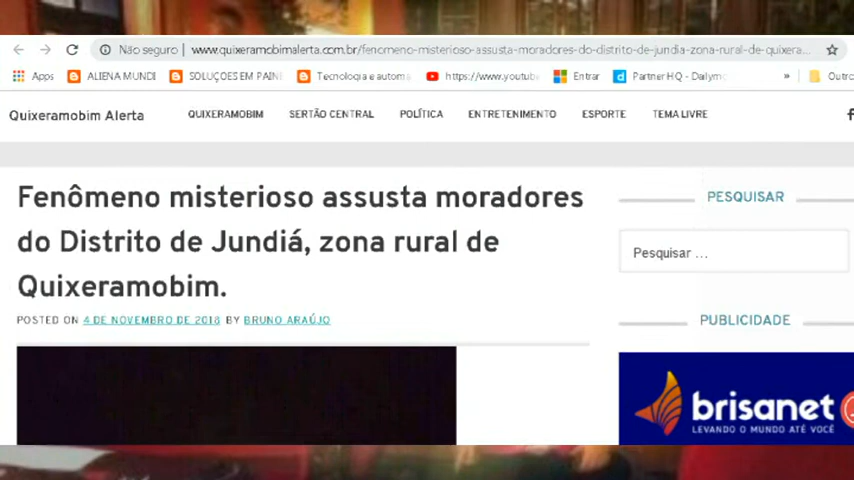 Não seguro | www.quixeramobimalerta.com.br/fenomeno-misterioso-assusta-moradores-do-distrito-de-jundia-zona-rural-de-quixera...
Apps ALIENA MUNDI SOLUÇOES EM PAIN Tecnologia e automa https://www.youtube Entrar Partner HQ - Dailymo » Outro
Quixeramobim Alerta QUIXERAMOBIM SERTÃO CENTRAL POLÍTICA ENTRETENIMENTO ESPORTE TEMA LIVRE
Fenômeno misterioso assusta moradores
do Distrito de Jundiá, zona rural de
Quixeramobim.
POSTED ON 4 DE NOVEMBRO DE 2018 BY BRUNO ARAÚJO
PESQUISAR
Pesquisar ...
PUBLICIDADE
brisanet
LEVANDO O MUNDO ATÉ VOCÊ